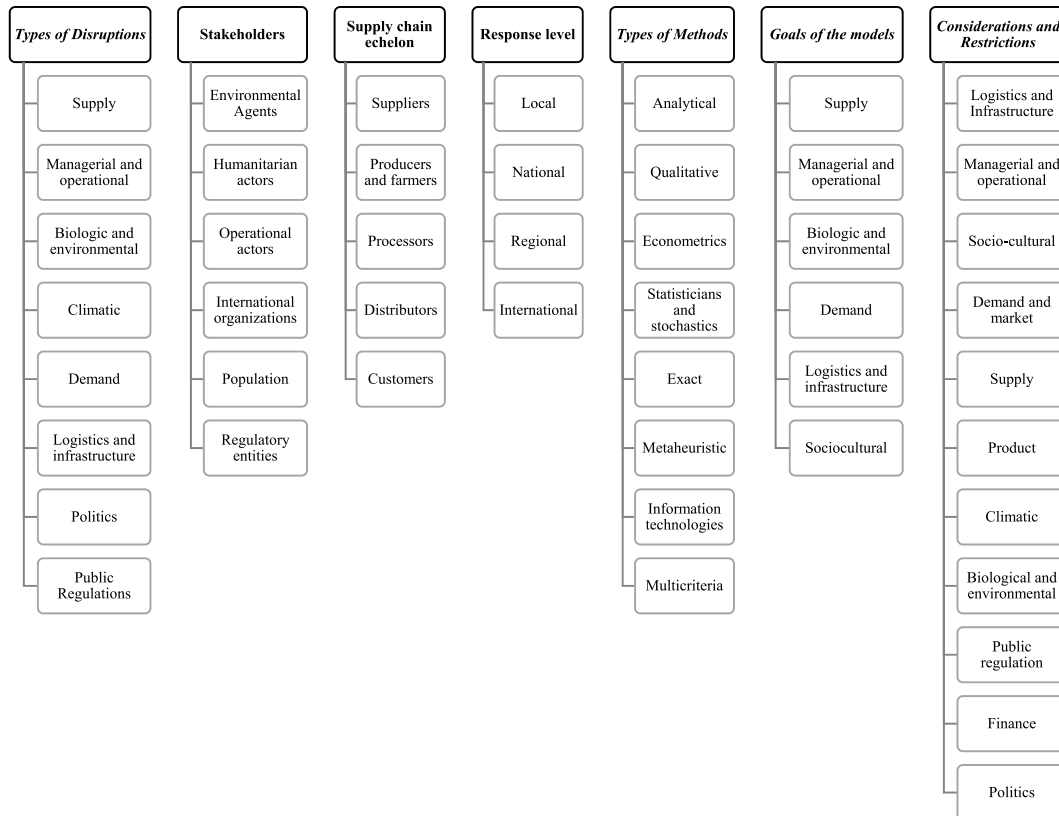 Types of Disruptions
Supply
Managerial and
operational
Biologic and
environmental
Climatic
Demand
Logistics and
infrastructure
Politics
Public
Regulations
Stakeholders
Environmental
Agents
Humanitarian
actors
Operational
actors
International
organizations
Population
Regulatory
entities
Supply chain
echelon
Suppliers
Producers
and farmers
Processors
Distributors
Customers
Response level
Local
National
Regional
International
Types of Methods
Analytical
Qualitative
Econometrics
Statisticians
and
stochastics
Exact
Metaheuristic
Information
technologies
Multicriteria
Goals of the models
Supply
Managerial and
operational
Biologic and
environmental
Demand
Logistics and
infrastructure
Sociocultural
Considerations and
Restrictions
Logistics and
Infrastructure
Managerial and
operational
Socio-cultural
Demand and
market
Supply
Product
Climatic
Biological and
environmental
Public
regulation
Finance
Politics